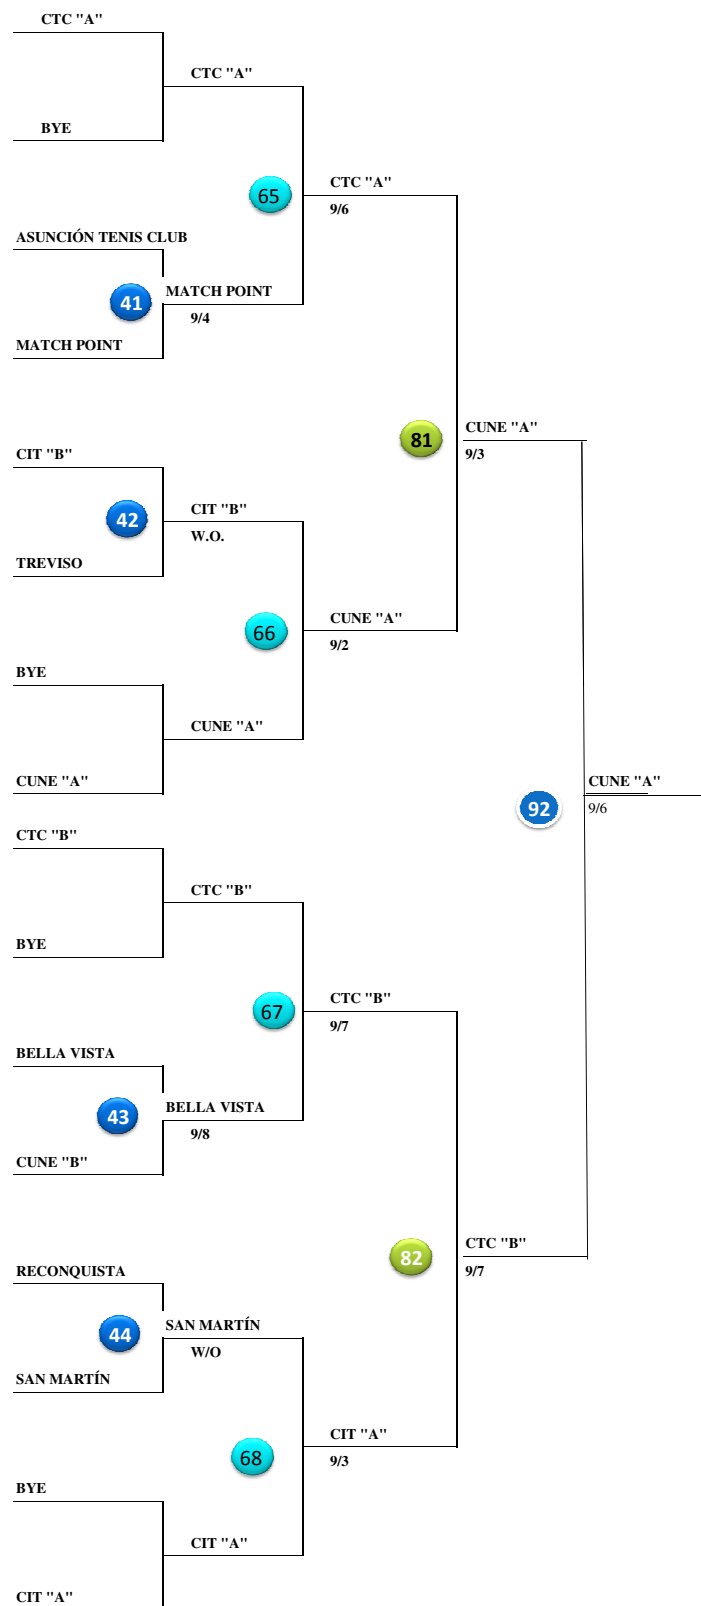 CTC "A"
CTC "A"
BYE
65
CTC "A"
9/6
ASUNCIÓN TENIS CLUB
41
MATCH POINT
9/4
MATCH POINT
81
CUNE "A"
9/3
CIT "B"
42
CIT "B"
W.O.
TREVISO
66
CUNE "A"
9/2
BYE
CUNE "A"
CUNE "A"
92
CUNE "A"
9/6
CTC "B"
CTC "B"
BYE
67
CTC "B"
9/7
BELLA VISTA
43
BELLA VISTA
9/8
CUNE "B"
82
CTC "B"
9/7
RECONQUISTA
44
SAN MARTÍN
W/O
SAN MARTÍN
68
CIT "A"
9/3
BYE
CIT "A"
CIT "A"